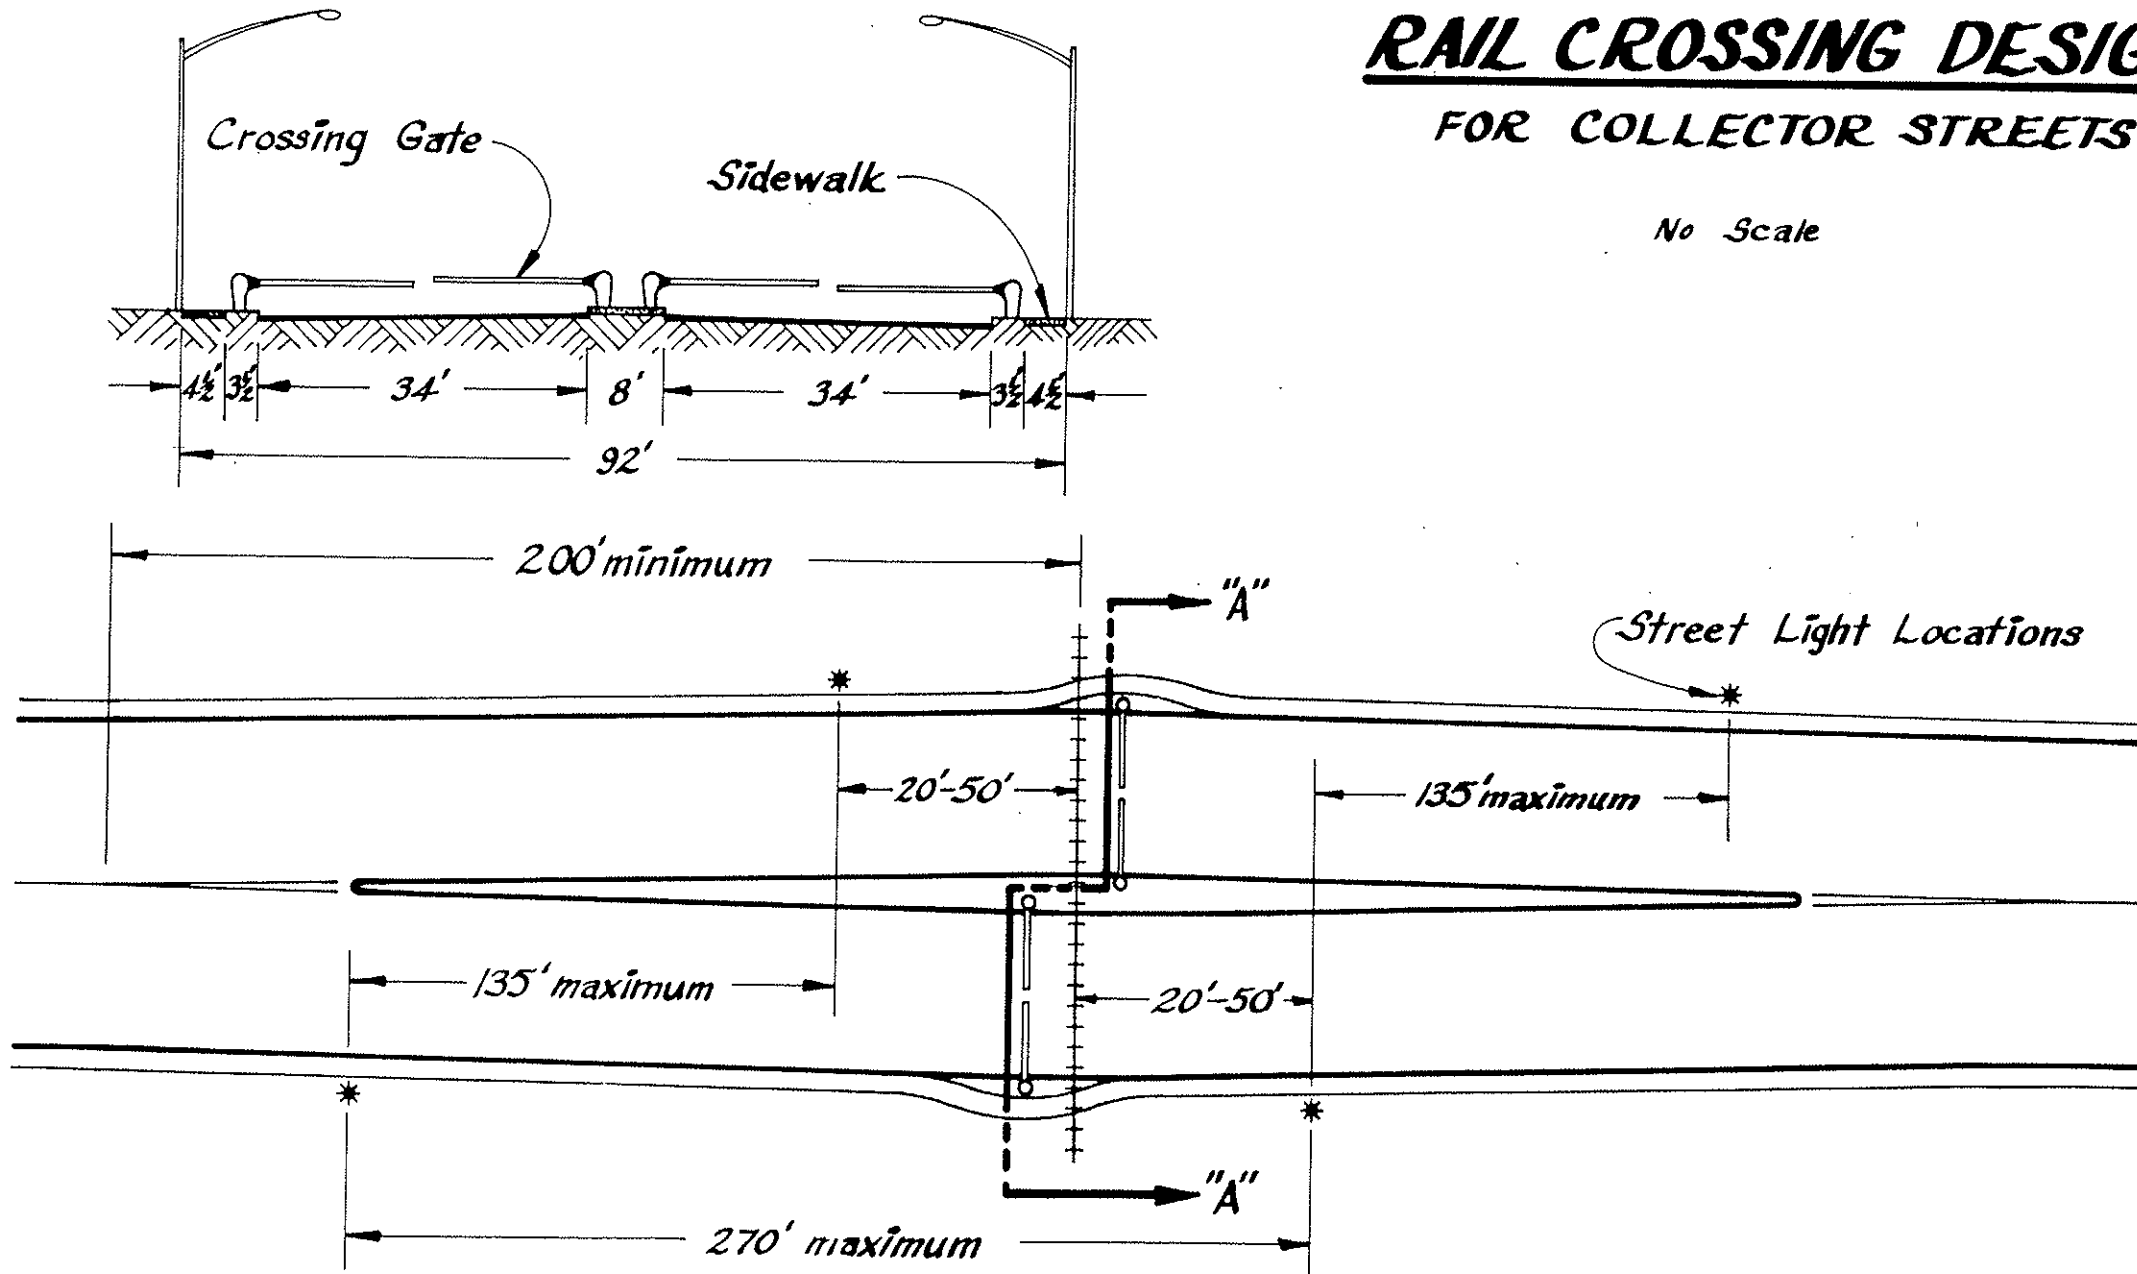 RAIL CROSSING DESIG
FOR COLLECTOR STREETS
No Scale
Crossing Gate
Sidewalk
4½' 3½' 34' 8' 34' 3½' 4½'
92'
200' minimum
"A"
Street Light Locations
20'-50'
135' maximum
135' maximum
20'-50'
"A"
270' maximum